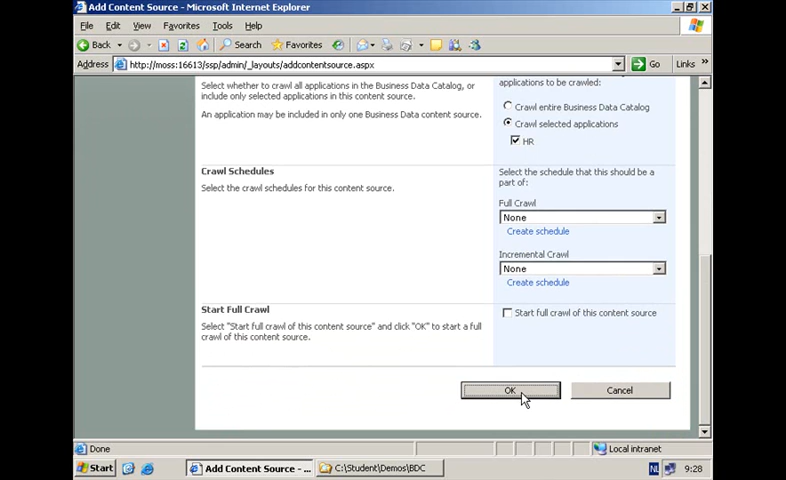 Add Content Source - Microsoft Internet Explorer
File Edit View Favorites Tools Help
Back Search Favorites
Address http://moss:16613/ssp/admin/_layouts/addcontentsource.aspx Go Links »
Select whether to crawl all applications in the Business Data Catalog, or
include only selected applications in this content source.
An application may be included in only one Business Data content source.
applications to be crawled:
Crawl entire Business Data Catalog
Crawl selected applications
HR
Crawl Schedules
Select the crawl schedules for this content source.
Select the schedule that this should be a
part of:
Full Crawl
None
Create schedule
Incremental Crawl
None
Create schedule
Start Full Crawl
Select "Start full crawl of this content source" and click "OK" to start a full
crawl of this content source.
Start full crawl of this content source
OK Cancel
Done Local intranet
Start Add Content Source - ... C:\Student\Demos\BDC NL 9:28